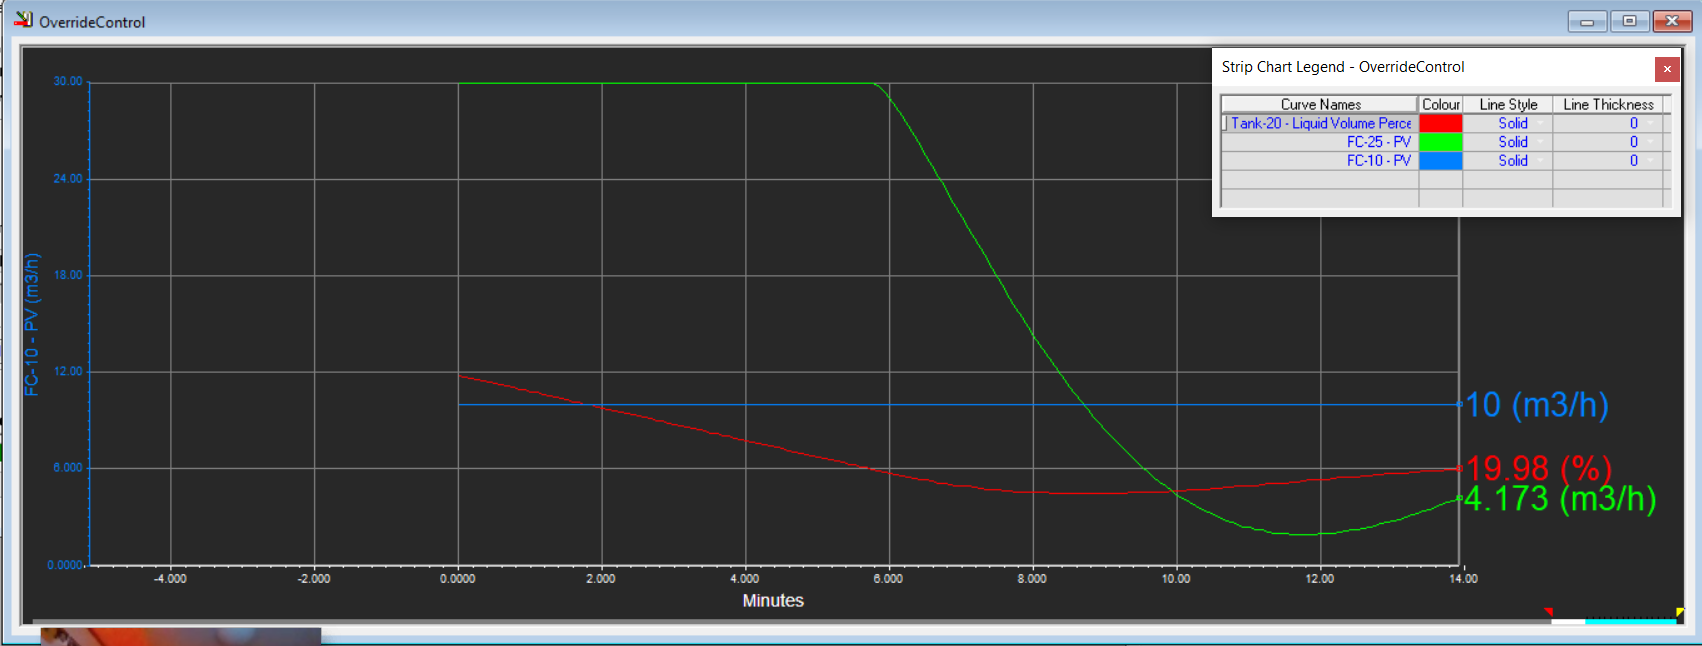 OverrideControl
Strip Chart Legend - OverrideControl
Curve Names Colour Line Style Line Thickness
Tank-20 - Liquid Volume Perce Solid 0
FC-25 - PV Solid 0
FC-10 - PV Solid 0
FC-10 - PV (m3/h)
30.00
24.00
18.00
12.00
6.000
0.0000
10 (m3/h)
19.98 (%)
4.173 (m3/h)
-4.000 -2.000 0.0000 2.000 4.000 6.000 8.000 10.00 12.00 14.00
Minutes